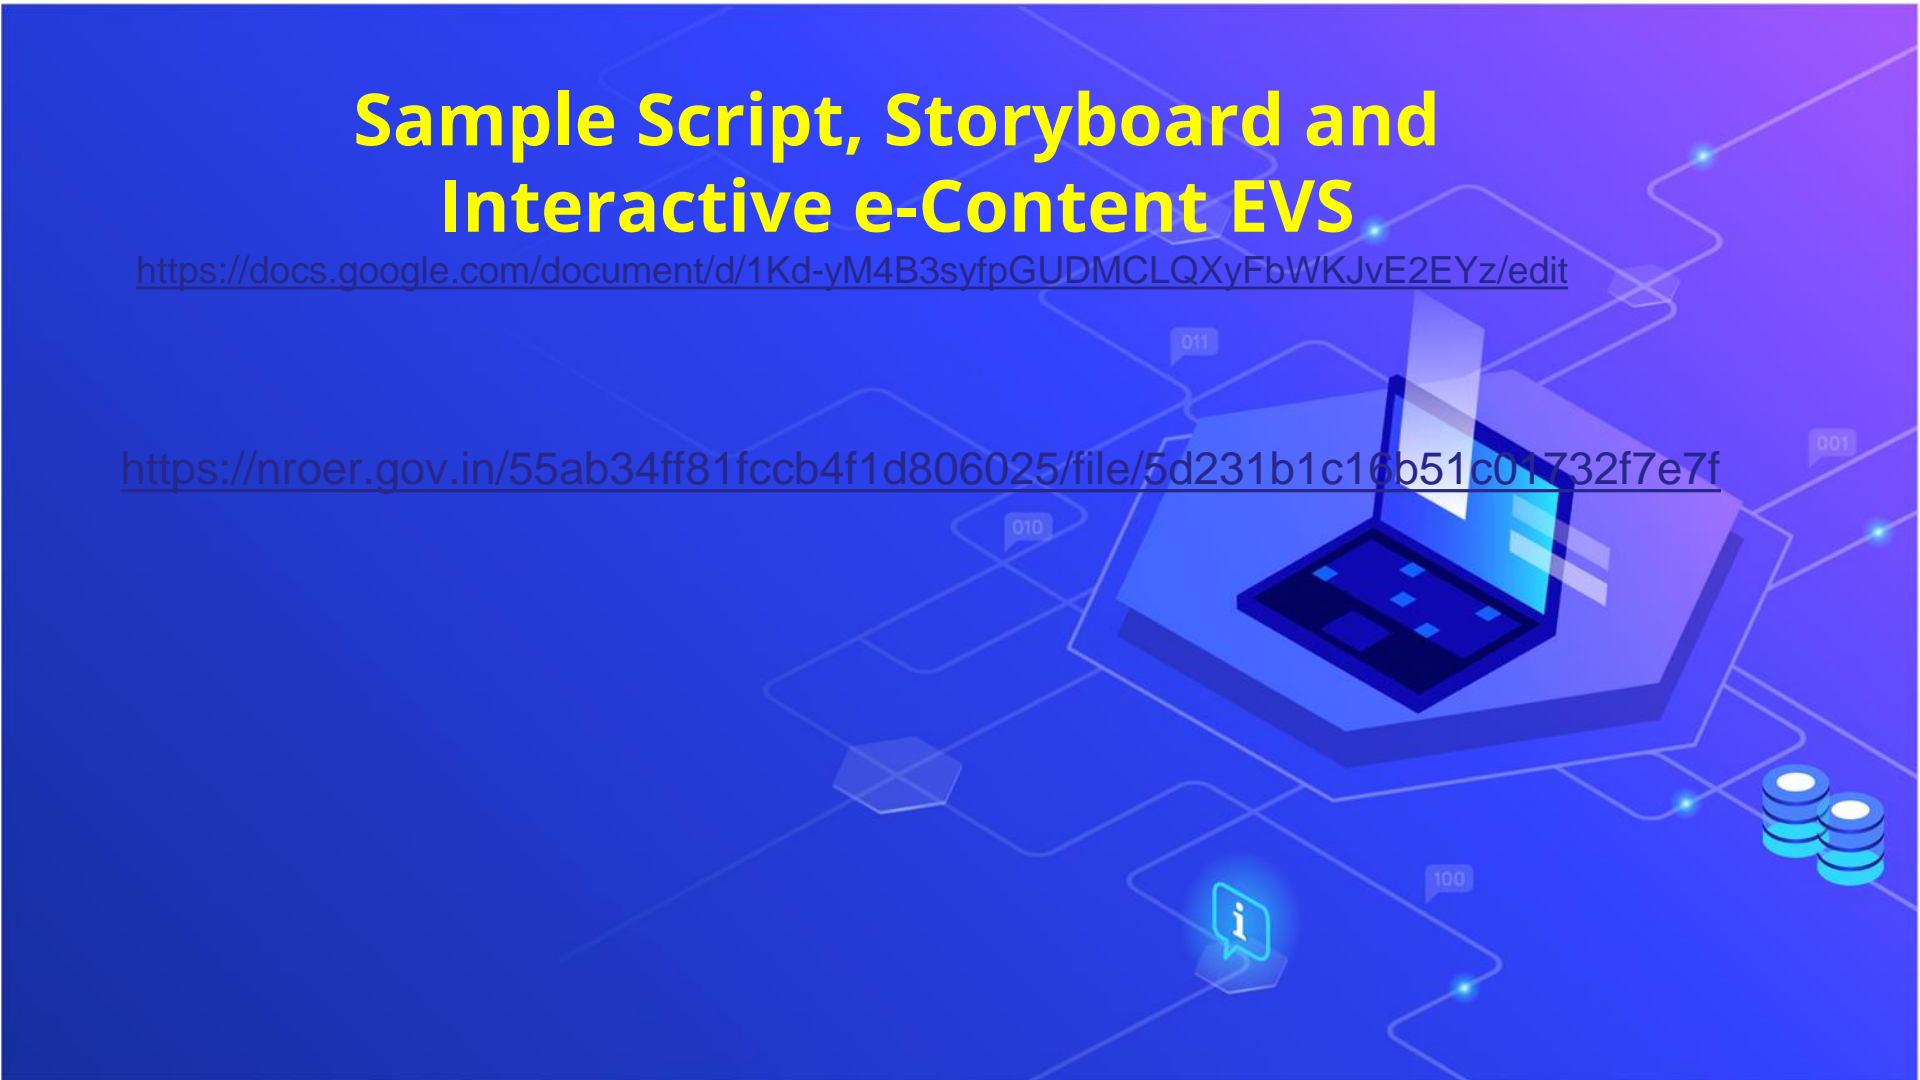 Sample Script, Storyboard and
Interactive e-Content EVS
https://docs.google.com/document/d/1Kd-yM4B3syfpGUDMCLQXyFbWKJvE2EYz/edit
011
001
https://nroer.gov.in/55ab34ff81fccb4f1d806025/file/5d231b1c16b51c01732f7e7f
010
100
i